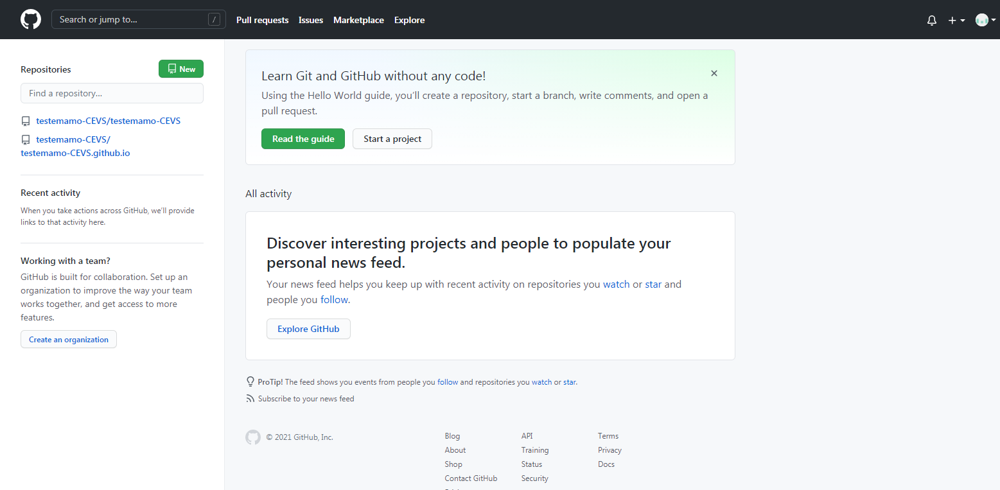 Search or jump to... /
Pull requests Issues Marketplace Explore
Repositories
New
Find a repository...
testemamo-CEVS/testemamo-CEVS
testemamo-CEVS/
testemamo-CEVS.github.io
Recent activity
When you take actions across GitHub, we'll provide
links to that activity here.
Working with a team?
GitHub is built for collaboration. Set up an
organization to improve the way your team
works together, and get access to more
features.
Create an organization
Learn Git and GitHub without any code!
Using the Hello World guide, you'll create a repository, start a branch, write comments, and open a
pull request.
Read the guide Start a project
All activity
Discover interesting projects and people to populate your
personal news feed.
Your news feed helps you keep up with recent activity on repositories you watch or star and
people you follow.
Explore GitHub
ProTip! The feed shows you events from people you follow and repositories you watch or star.
Subscribe to your news feed
© 2021 GitHub, Inc.
Blog
About
Shop
Contact GitHub
API
Training
Status
Security
Terms
Privacy
Docs